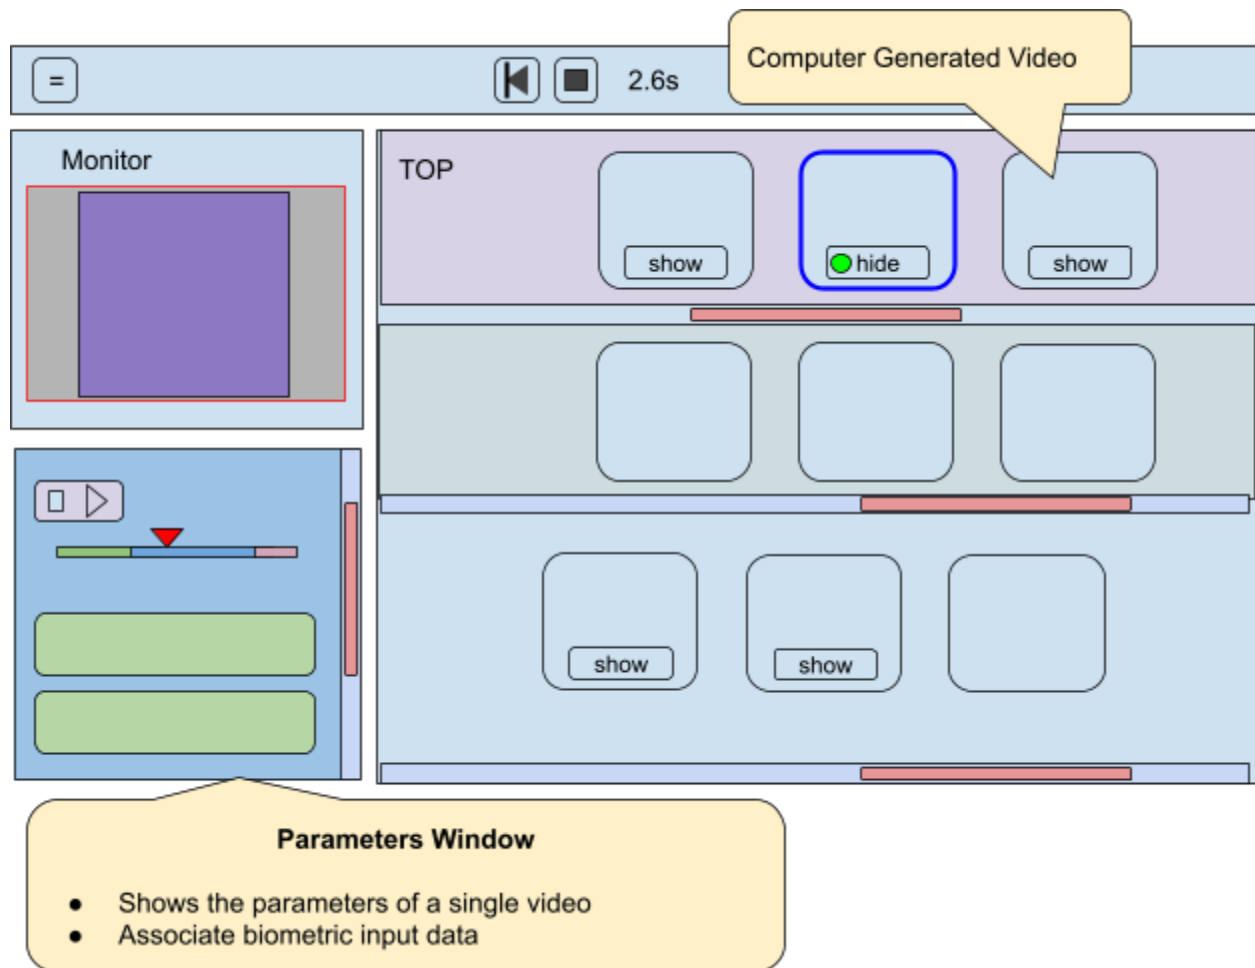 =
2.6s
Computer Generated Video
Monitor
TOP
show
hide
show
show
show
Parameters Window
● Shows the parameters of a single video
● Associate biometric input data